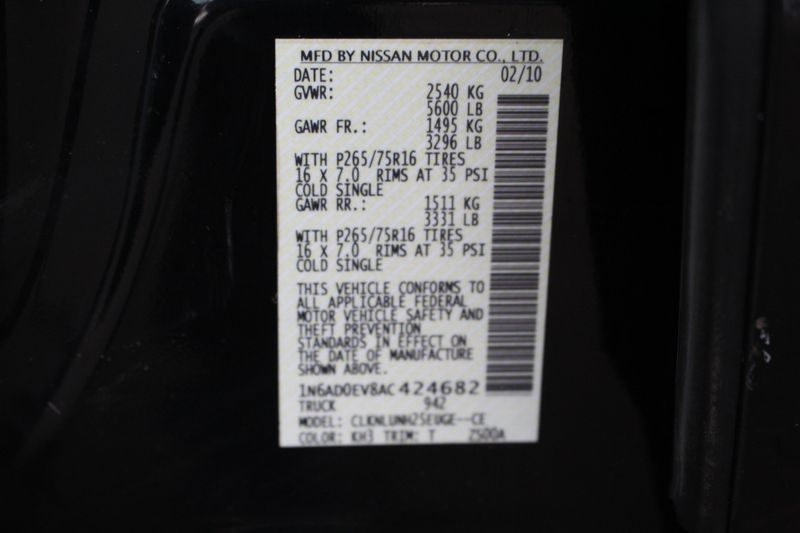 MFD BY NISSAN MOTOR CO., LTD.
DATE: 02/10
GVWR: 2540 KG
5600 LB
GAWR FR.: 1495 KG
3296 LB
WITH P265/75R16 TIRES
16 X 7.0 RIMS AT 35 PSI
COLD SINGLE
GAWR RR.: 1511 KG
3331 LB
WITH P265/75R16 TIRES
16 X 7.0 RIMS AT 35 PSI
COLD SINGLE
THIS VEHICLE CONFORMS TO
ALL APPLICABLE FEDERAL
MOTOR VEHICLE SAFETY AND
THEFT PREVENTION
STANDARDS IN EFFECT ON
THE DATE OF MANUFACTURE
SHOWN ABOVE.
1N6AD0EV8AC424682
TRUCK 942
MODEL: CLKNLUNH25EUGE--CE
COLOR: KH3 TRIM: T 2500A